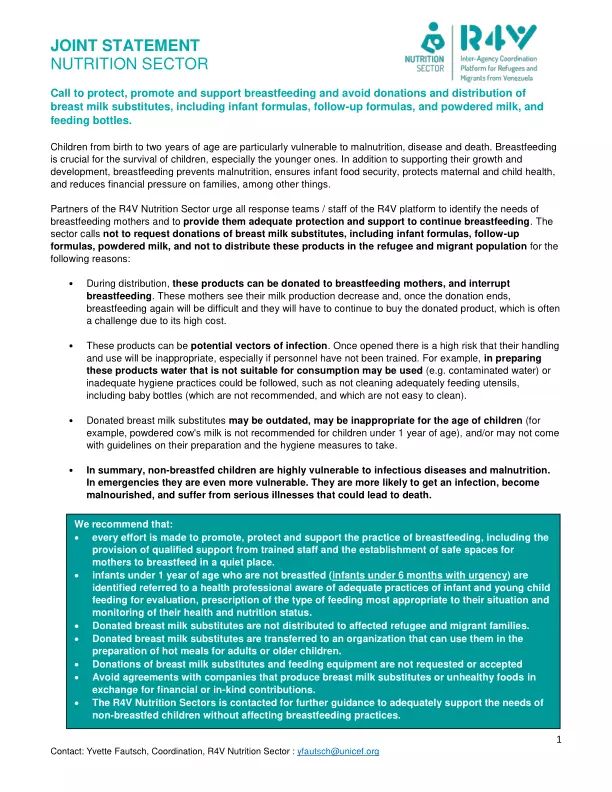 JOINT STATEMENT
NUTRITION SECTOR
NUTRITION
SECTOR
R4V
Inter-Agency Coordination
Platform for Refugees and
Migrants from Venezuela
Call to protect, promote and support breastfeeding and avoid donations and distribution of
breast milk substitutes, including infant formulas, follow-up formulas, and powdered milk, and
feeding bottles.
Children from birth to two years of age are particularly vulnerable to malnutrition, disease and death. Breastfeeding
is crucial for the survival of children, especially the younger ones. In addition to supporting their growth and
development, breastfeeding prevents malnutrition, ensures infant food security, protects maternal and child health,
and reduces financial pressure on families, among other things.
Partners of the R4V Nutrition Sector urge all response teams / staff of the R4V platform to identify the needs of
breastfeeding mothers and to provide them adequate protection and support to continue breastfeeding. The
sector calls not to request donations of breast milk substitutes, including infant formulas, follow-up
formulas, powdered milk, and not to distribute these products in the refugee and migrant population for the
following reasons:
• During distribution, these products can be donated to breastfeeding mothers, and interrupt
breastfeeding. These mothers see their milk production decrease and, once the donation ends,
breastfeeding again will be difficult and they will have to continue to buy the donated product, which is often
a challenge due to its high cost.
• These products can be potential vectors of infection. Once opened there is a high risk that their handling
and use will be inappropriate, especially if personnel have not been trained. For example, in preparing
these products water that is not suitable for consumption may be used (e.g. contaminated water) or
inadequate hygiene practices could be followed, such as not cleaning adequately feeding utensils,
including baby bottles (which are not recommended, and which are not easy to clean).
• Donated breast milk substitutes may be outdated, may be inappropriate for the age of children (for
example, powdered cow's milk is not recommended for children under 1 year of age), and/or may not come
with guidelines on their preparation and the hygiene measures to take.
• In summary, non-breastfed children are highly vulnerable to infectious diseases and malnutrition.
In emergencies they are even more vulnerable. They are more likely to get an infection, become
malnourished, and suffer from serious illnesses that could lead to death.
We recommend that:
• every effort is made to promote, protect and support the practice of breastfeeding, including the
provision of qualified support from trained staff and the establishment of safe spaces for
mothers to breastfeed in a quiet place.
• infants under 1 year of age who are not breastfed (infants under 6 months with urgency) are
identified referred to a health professional aware of adequate practices of infant and young child
feeding for evaluation, prescription of the type of feeding most appropriate to their situation and
monitoring of their health and nutrition status.
• Donated breast milk substitutes are not distributed to affected refugee and migrant families.
• Donated breast milk substitutes are transferred to an organization that can use them in the
preparation of hot meals for adults or older children.
• Donations of breast milk substitutes and feeding equipment are not requested or accepted
• Avoid agreements with companies that produce breast milk substitutes or unhealthy foods in
exchange for financial or in-kind contributions.
• The R4V Nutrition Sectors is contacted for further guidance to adequately support the needs of
non-breastfed children without affecting breastfeeding practices.
1
Contact: Yvette Fautsch, Coordination, R4V Nutrition Sector : yfautsch@unicef.org